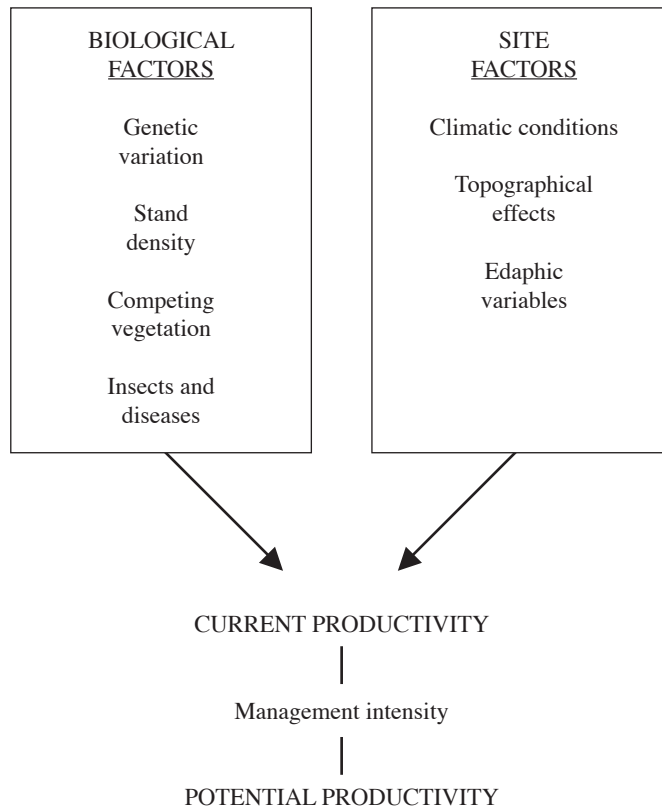 BIOLOGICAL
FACTORS
Genetic
variation
Stand
density
Competing
vegetation
Insects and
diseases
SITE
FACTORS
Climatic conditions
Topographical
effects
Edaphic
variables
CURRENT PRODUCTIVITY
Management intensity
POTENTIAL PRODUCTIVITY